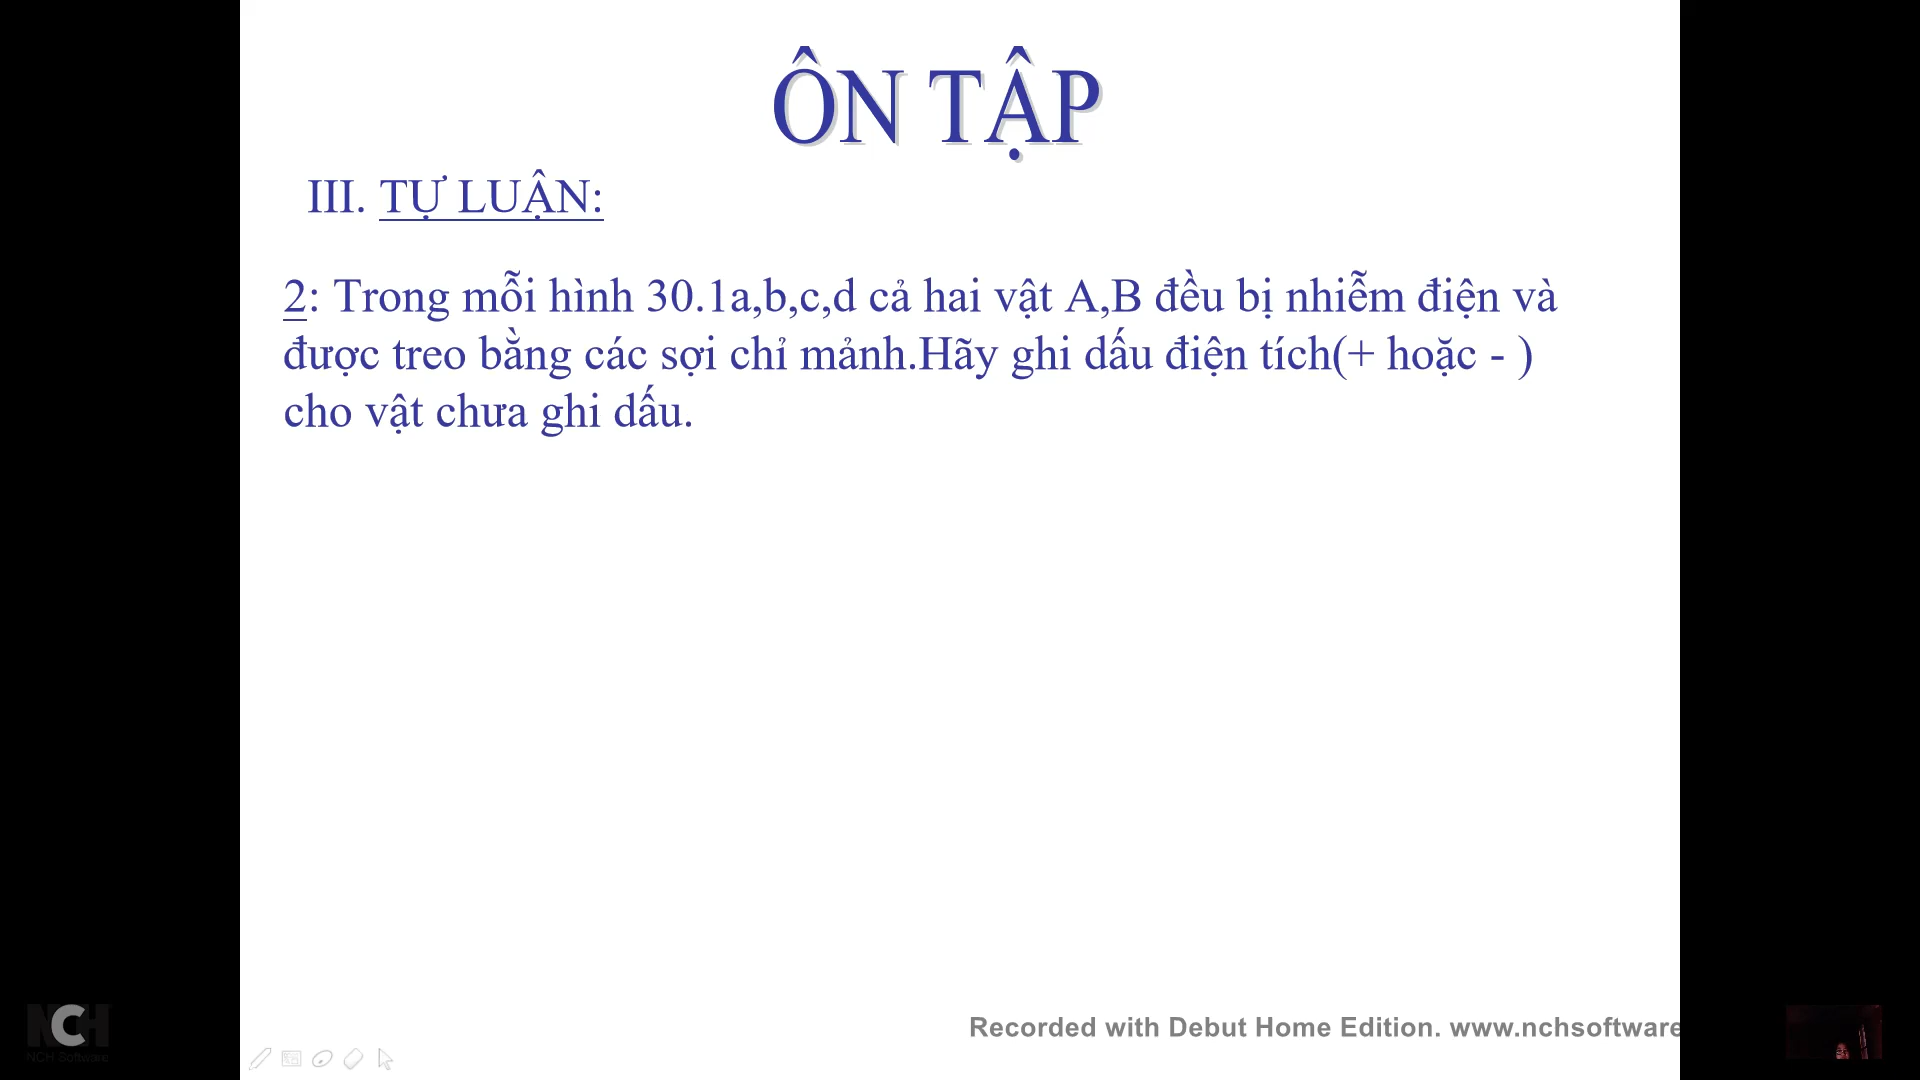 ÔN TẬP
III. TỰ LUẬN:
2: Trong mỗi hình 30.1a,b,c,d cả hai vật A,B đều bị nhiễm điện và
được treo bằng các sợi chỉ mảnh.Hãy ghi dấu điện tích(+ hoặc - )
cho vật chưa ghi dấu.
Recorded with Debut Home Edition. www.nchsoftware
NCH
NCH Software